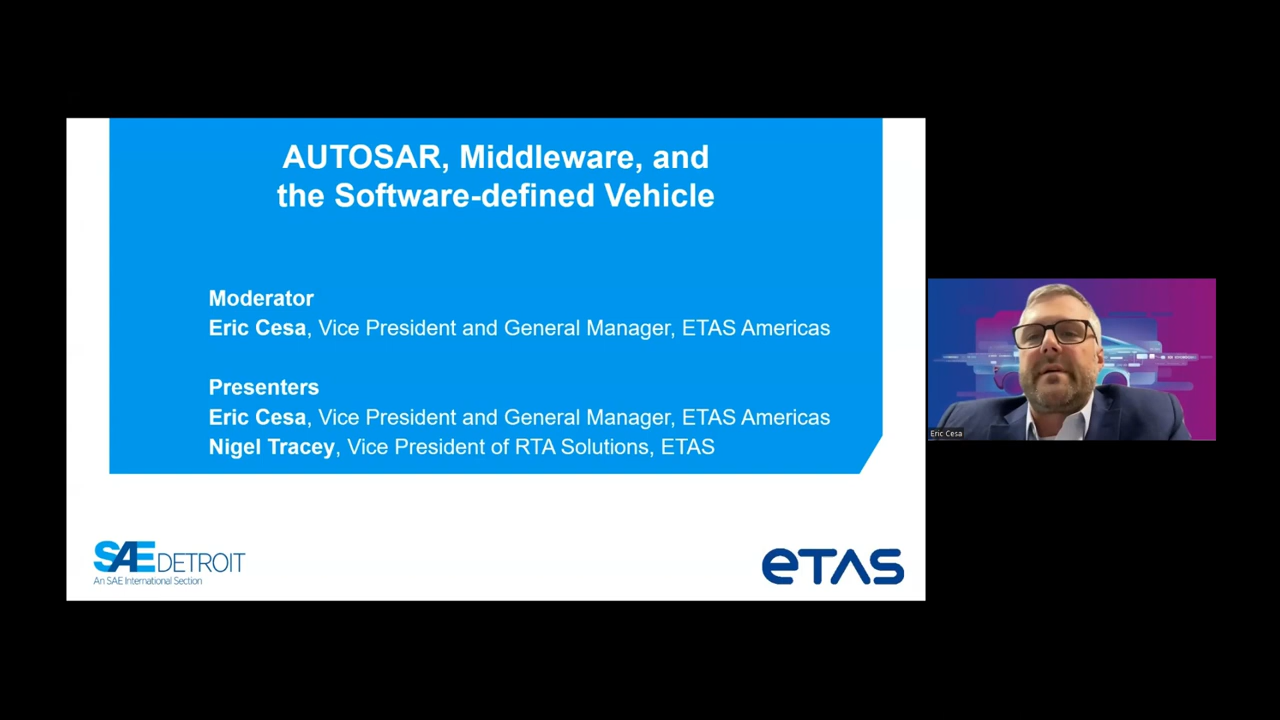 AUTOSAR, Middleware, and
the Software-defined Vehicle
Moderator
Eric Cesa, Vice President and General Manager, ETAS Americas
Presenters
Eric Cesa, Vice President and General Manager, ETAS Americas
Nigel Tracey, Vice President of RTA Solutions, ETAS
SAE DETROIT
An SAE International Section
eTAS
Eric Cesa